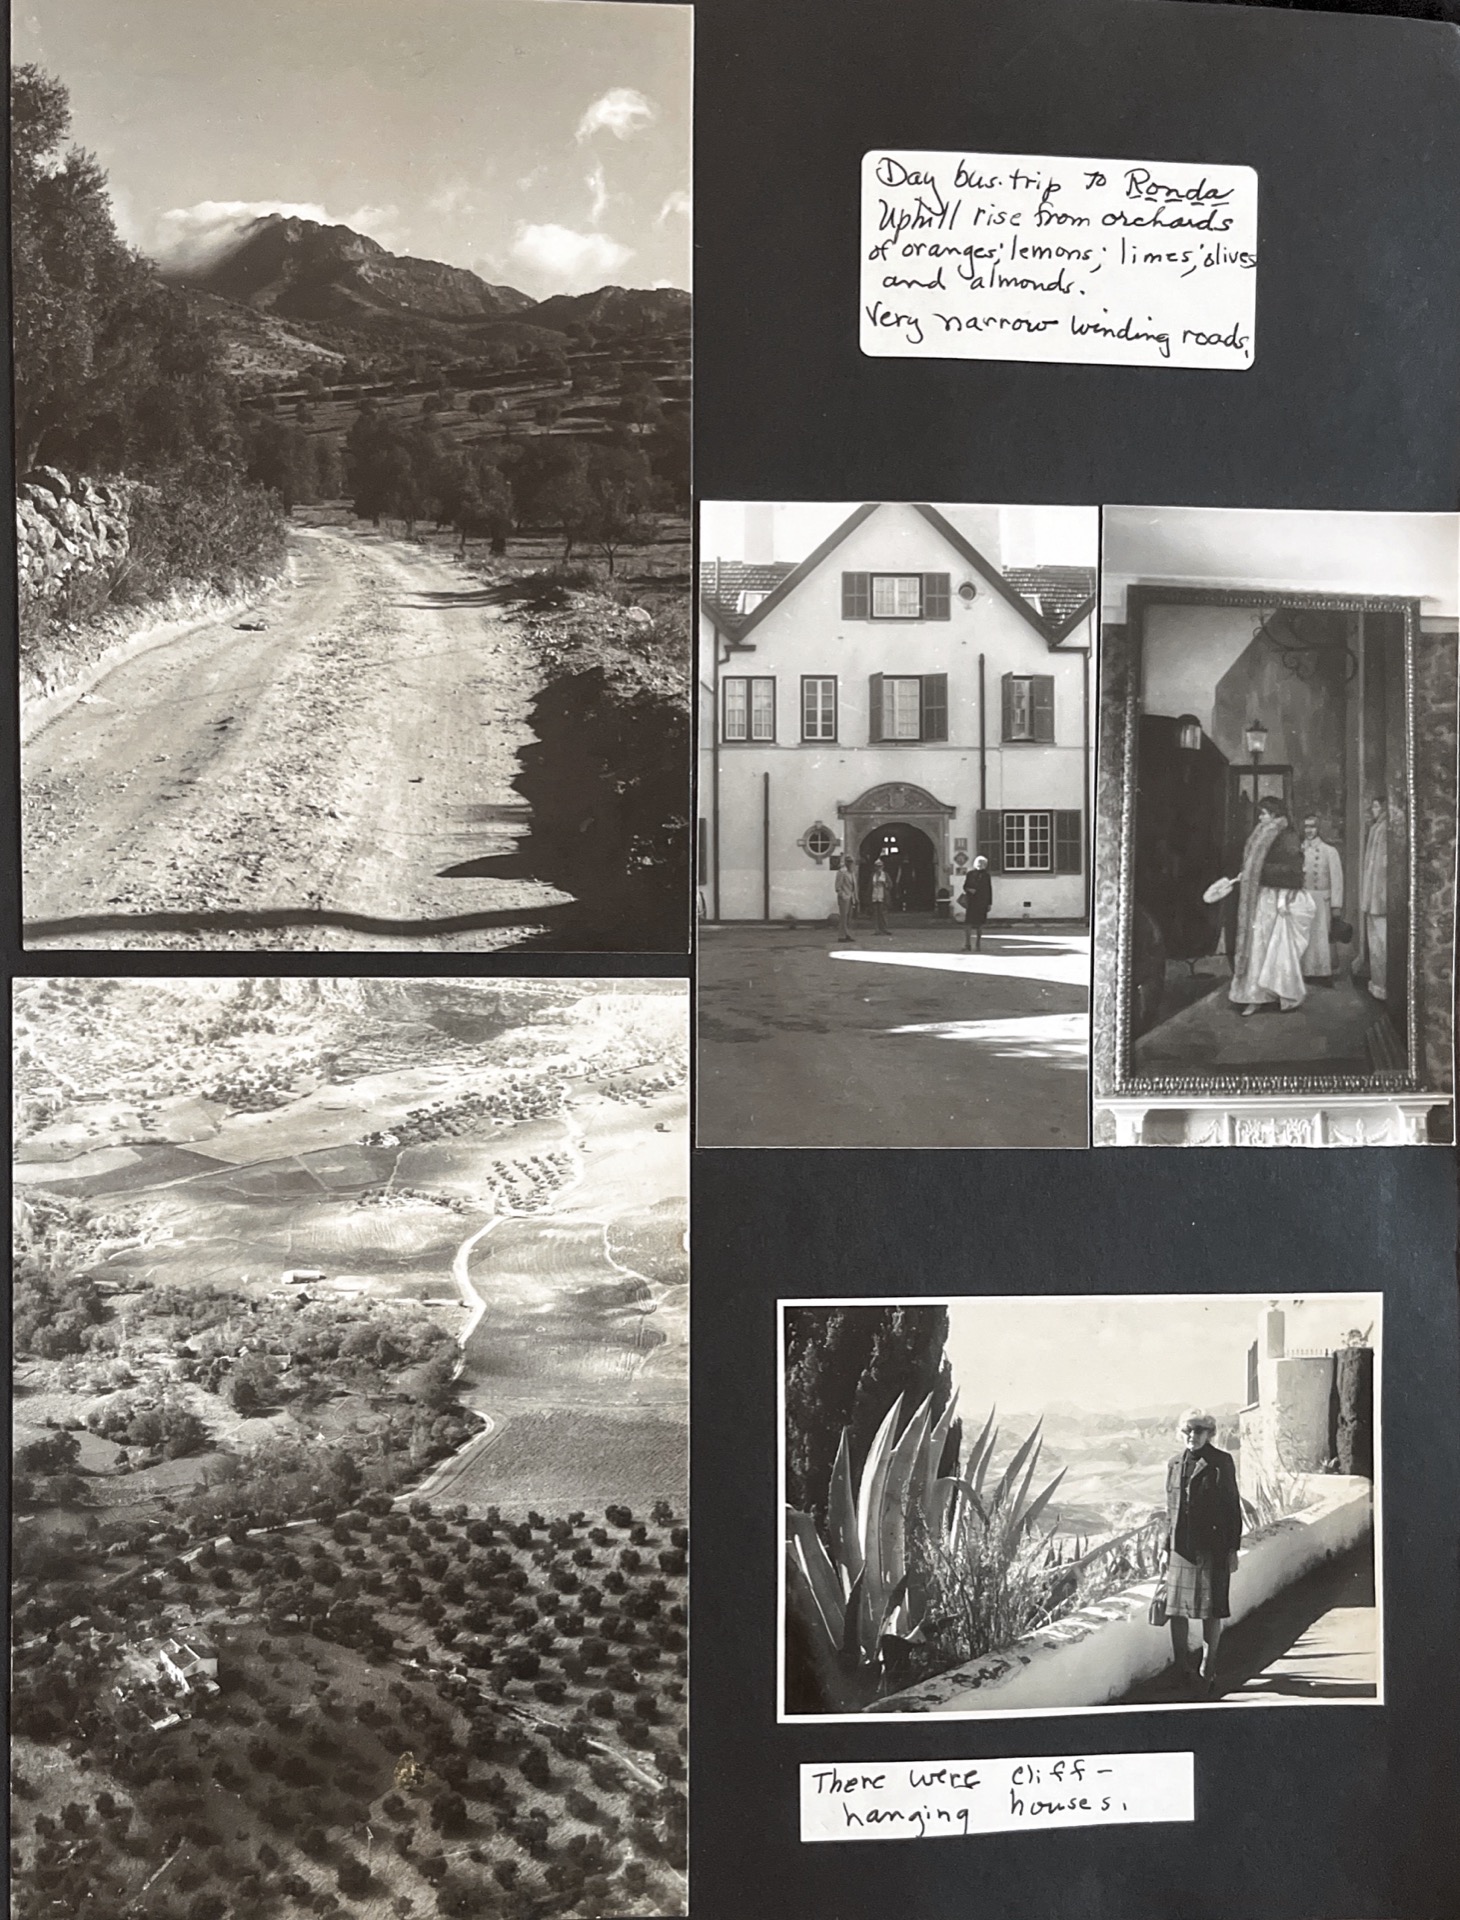 Day bus trip to Ronda
Uphill rise from orchards
of oranges; lemons; limes; olives
and almonds.
Very narrow winding roads.
There were cliff-
hanging houses.